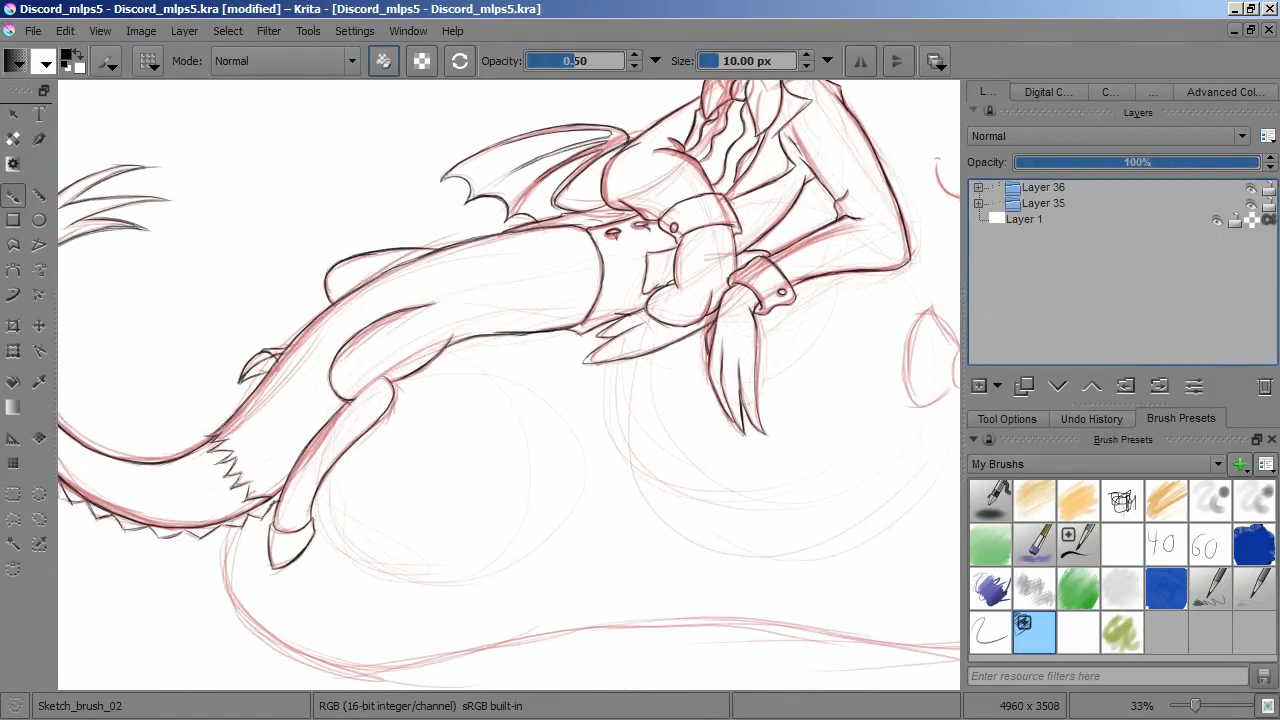 Discord_mlps5 - Discord_mlps5.kra [modified] – Krita - [Discord_mlps5 - Discord_mlps5.kra]
File Edit View Image Layer Select Filter Tools Settings Window Help
Mode: Normal Opacity: 0.50 Size: 10.00 px
L... Digital C... C... ... Advanced Col...
Layers
Normal
Opacity: 100%
Layer 36
Layer 35
Layer 1
Tool Options Undo History Brush Presets
Brush Presets
My Brushes
40 60
Enter resource filters here
Sketch_brush_02 RGB (16-bit integer/channel) sRGB built-in 4960 x 3508 33%